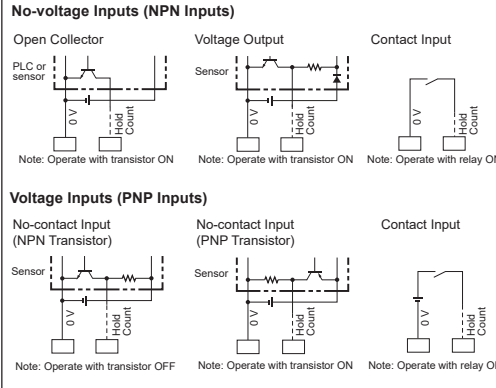 No-voltage Inputs (NPN Inputs)
Open Collector
Voltage Output
Contact Input
PLC or
sensor
Sensor
0 V
Hold
Count
0 V
Hold
Count
0 V
Hold
Count
Note: Operate with transistor ON
Note: Operate with transistor ON
Note: Operate with relay ON
Voltage Inputs (PNP Inputs)
No-contact Input
(NPN Transistor)
No-contact Input
(PNP Transistor)
Contact Input
Sensor
Sensor
0 V
Hold
Count
0 V
Hold
Count
0 V
Hold
Count
Note: Operate with transistor OFF
Note: Operate with transistor ON
Note: Operate with relay